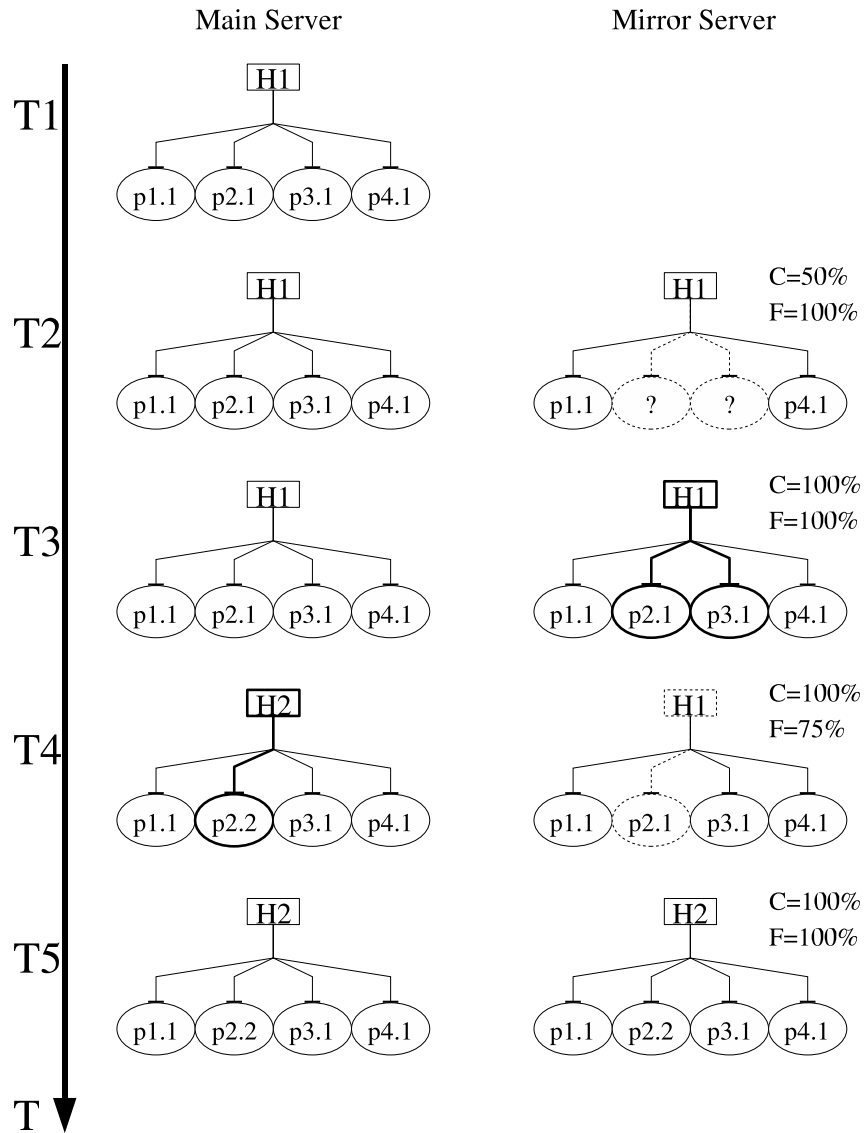 Main Server Mirror Server
T1
H1
p1.1 p2.1 p3.1 p4.1
T2
H1
p1.1 p2.1 p3.1 p4.1
H1
C=50%
F=100%
p1.1 ? ? p4.1
T3
H1
p1.1 p2.1 p3.1 p4.1
H1
C=100%
F=100%
p1.1 p2.1 p3.1 p4.1
T4
H2
p1.1 p2.2 p3.1 p4.1
H1
C=100%
F=75%
p1.1 p2.1 p3.1 p4.1
T5
H2
p1.1 p2.2 p3.1 p4.1
H2
C=100%
F=100%
p1.1 p2.2 p3.1 p4.1
T